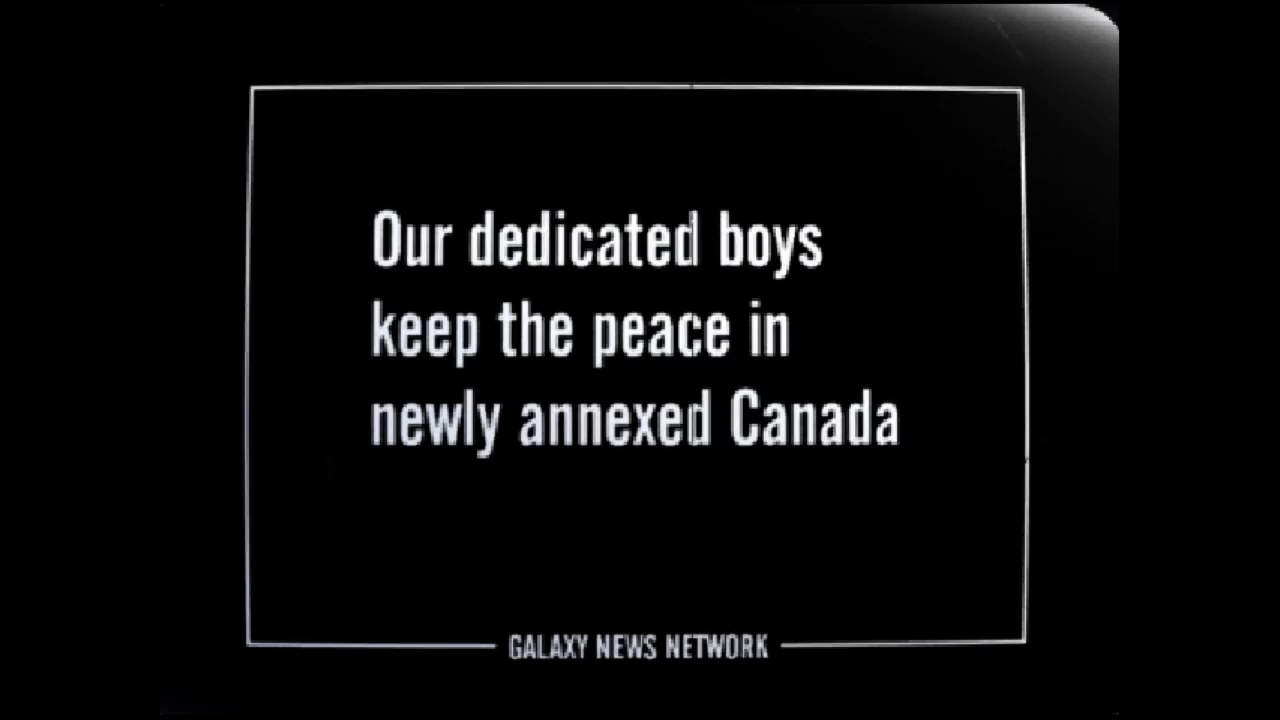 Our dedicated boys
keep the peace in
newly annexed Canada
GALAXY NEWS NETWORK